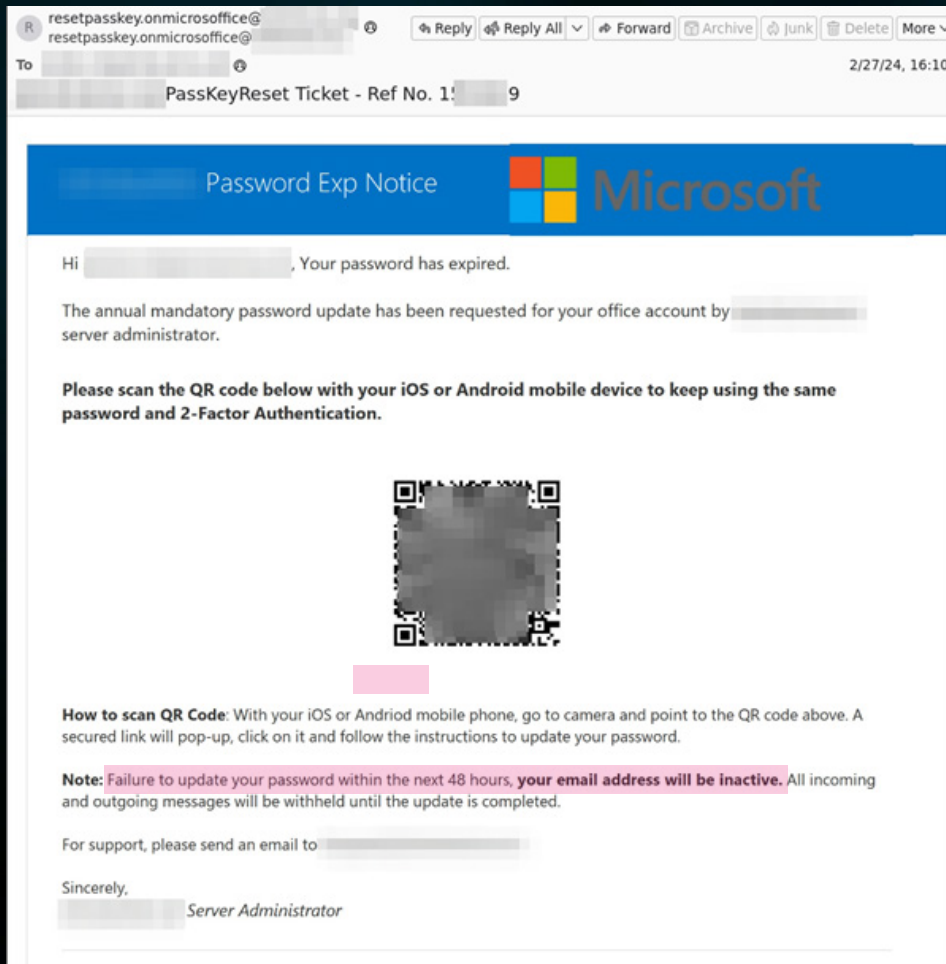 R
resetpasskey.onmicrosoffice@
resetpasskey.onmicrosoffice@
Reply Reply All Forward Archive Junk Delete More
To
2/27/24, 16:10
PassKeyReset Ticket - Ref No. 1 9
Password Exp Notice
Microsoft
Hi , Your password has expired.
The annual mandatory password update has been requested for your office account by
server administrator.
Please scan the QR code below with your iOS or Android mobile device to keep using the same
password and 2-Factor Authentication.
How to scan QR Code: With your iOS or Andriod mobile phone, go to camera and point to the QR code above. A
secured link will pop-up, click on it and follow the instructions to update your password.
Note: Failure to update your password within the next 48 hours, your email address will be inactive. All incoming
and outgoing messages will be withheld until the update is completed.
For support, please send an email to
Sincerely,
Server Administrator